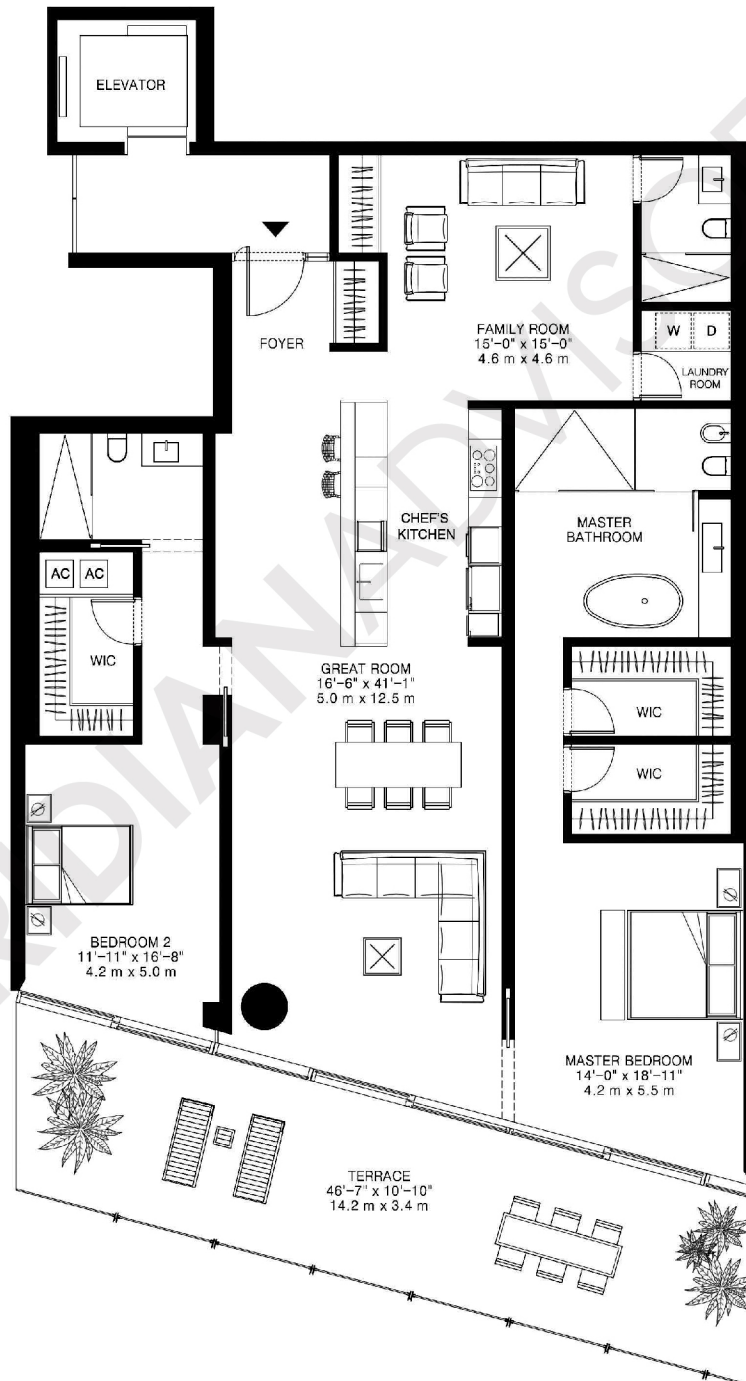 ELEVATOR
FOYER
FAMILY ROOM
15'-0" x 15'-0"
4.6 m x 4.6 m
W D
LAUNDRY
ROOM
CHEF'S
KITCHEN
MASTER
BATHROOM
AC AC
WIC
GREAT ROOM
16'-6" x 41'-1"
5.0 m x 12.5 m
WIC
WIC
BEDROOM 2
11'-11" x 16'-8"
4.2 m x 5.0 m
MASTER BEDROOM
14'-0" x 18'-11"
4.2 m x 5.5 m
TERRACE
46'-7" x 10'-10"
14.2 m x 3.4 m
RIDIANADVISO